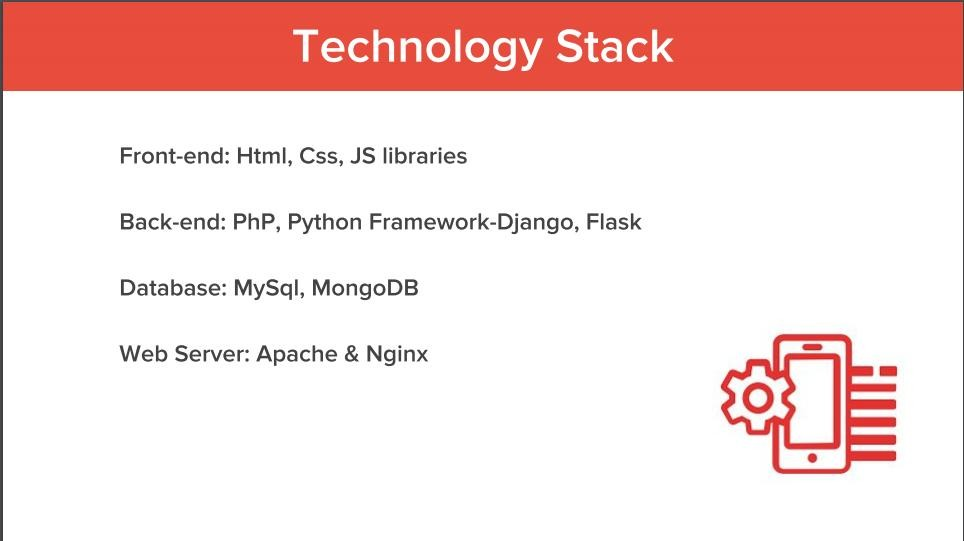 Technology Stack
Front-end: Html, Css, JS libraries
Back-end: PhP, Python Framework-Django, Flask
Database: MySql, MongoDB
Web Server: Apache & Nginx